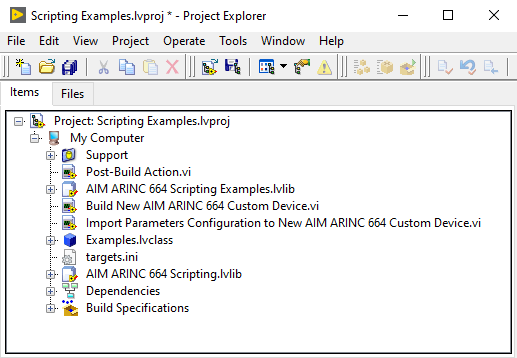 Scripting Examples.lvproj * - Project Explorer
File Edit View Project Operate Tools Window Help
Items Files
Project: Scripting Examples.lvproj
My Computer
Support
Post-Build Action.vi
AIM ARINC 664 Scripting Examples.lvlib
Build New AIM ARINC 664 Custom Device.vi
Import Parameters Configuration to New AIM ARINC 664 Custom Device.vi
Examples.lvclass
targets.ini
AIM ARINC 664 Scripting.lvlib
Dependencies
Build Specifications